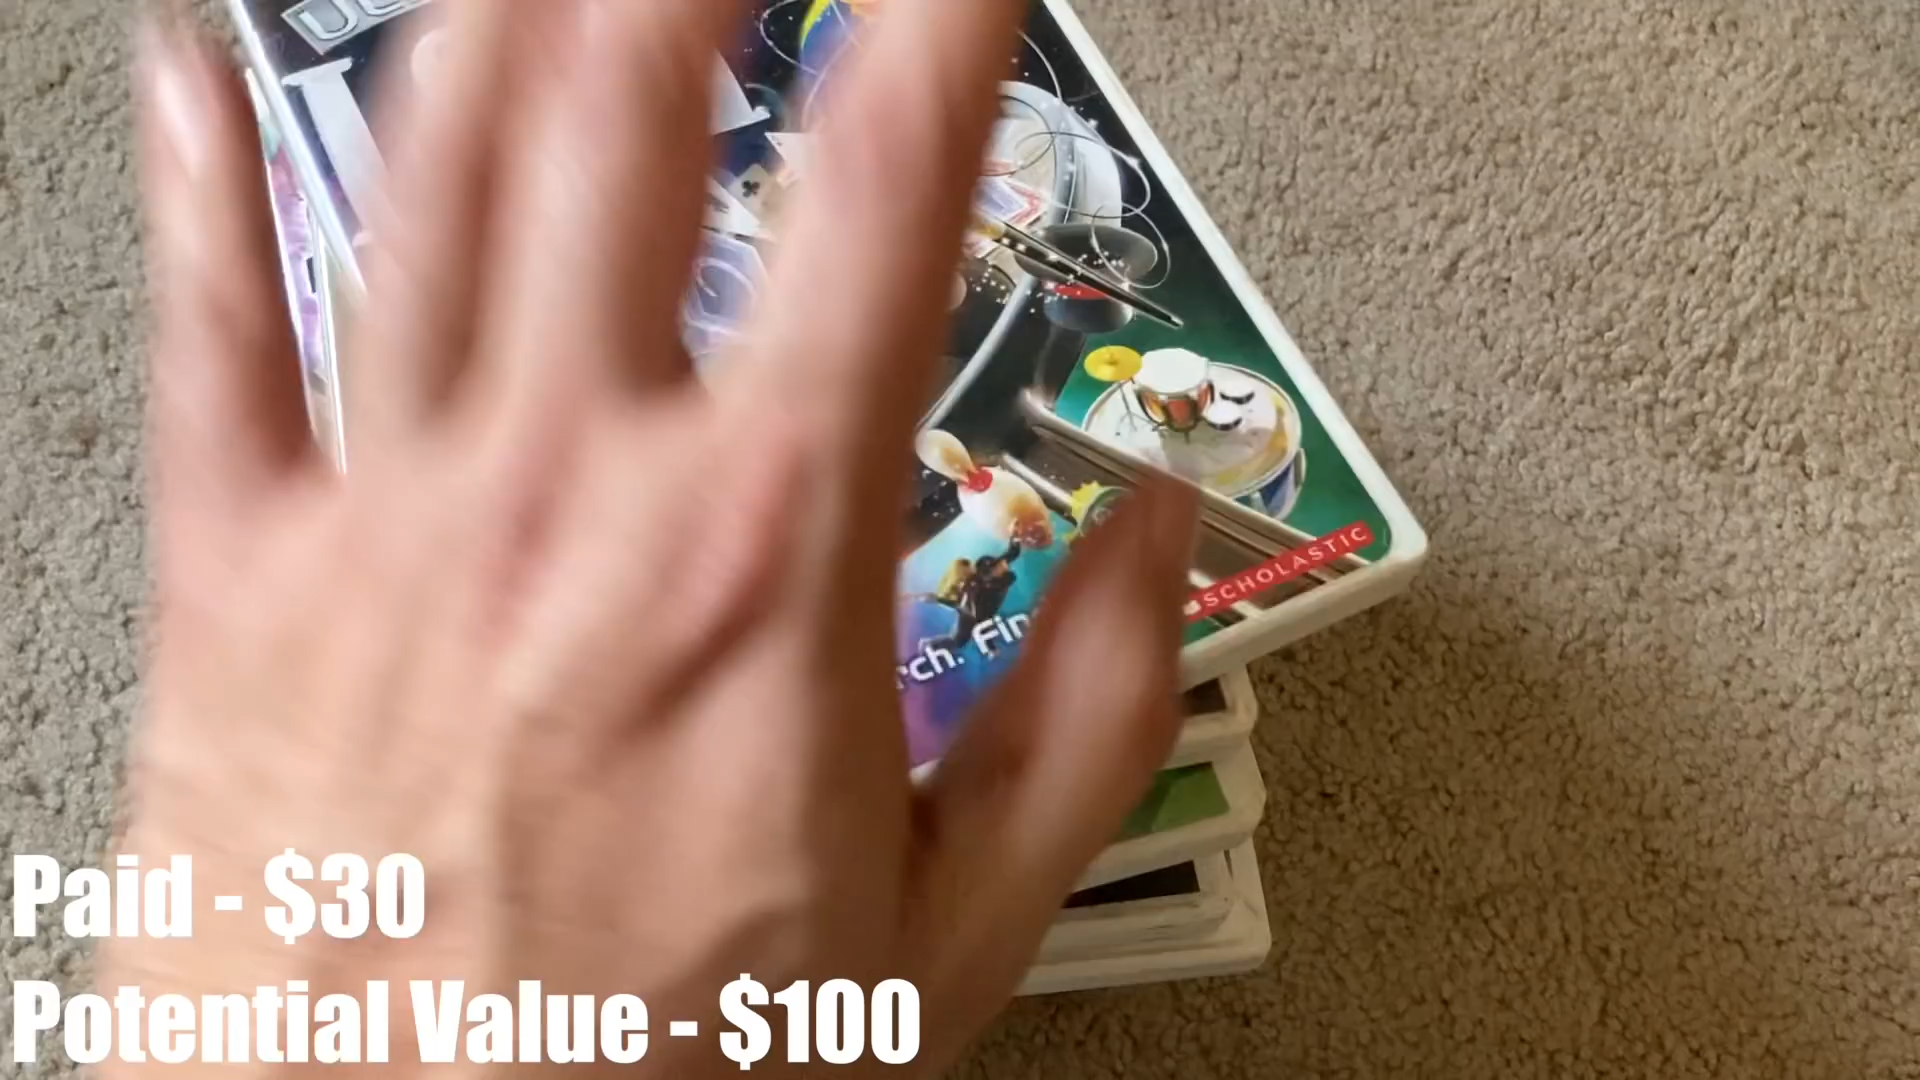 I
rch. Fin
SCHOLASTIC
Paid - $30
Potential Value - $100